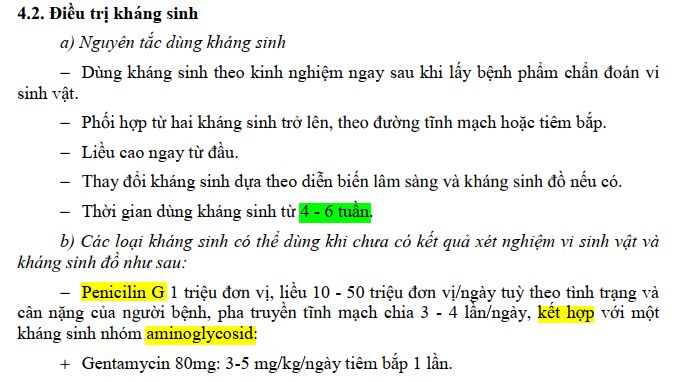 4.2. Điều trị kháng sinh
a) Nguyên tắc dùng kháng sinh
– Dùng kháng sinh theo kinh nghiệm ngay sau khi lấy bệnh phẩm chẩn đoán vi
sinh vật.
– Phối hợp từ hai kháng sinh trở lên, theo đường tĩnh mạch hoặc tiêm bắp.
– Liều cao ngay từ đầu.
– Thay đổi kháng sinh dựa theo diễn biến lâm sàng và kháng sinh đồ nếu có.
– Thời gian dùng kháng sinh từ 4 - 6 tuần.
b) Các loại kháng sinh có thể dùng khi chưa có kết quả xét nghiệm vi sinh vật và
kháng sinh đồ như sau:
– Penicilin G 1 triệu đơn vị, liều 10 - 50 triệu đơn vị/ngày tuỳ theo tình trạng và
cân nặng của người bệnh, pha truyền tĩnh mạch chia 3 - 4 lần/ngày, kết hợp với một
kháng sinh nhóm aminoglycosid:
+ Gentamycin 80mg: 3-5 mg/kg/ngày tiêm bắp 1 lần.